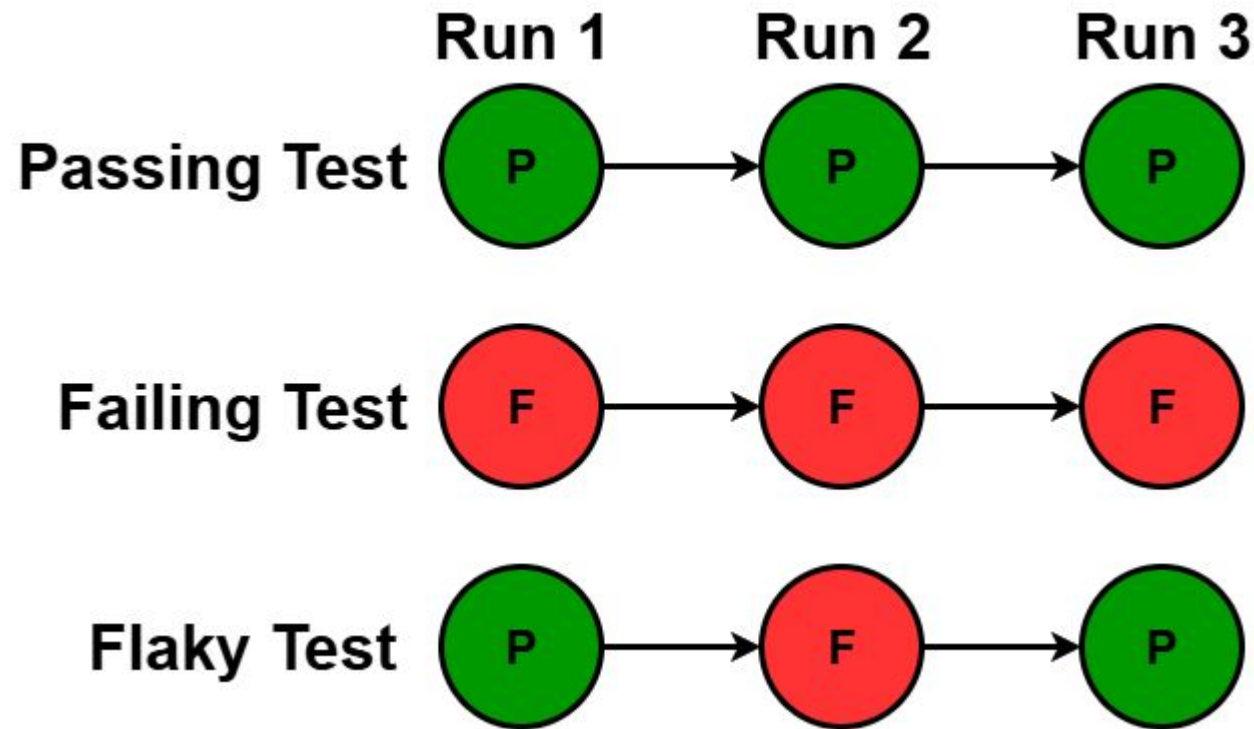 Run 1 Run 2 Run 3
Passing Test P P P
Failing Test F F F
Flaky Test P F P